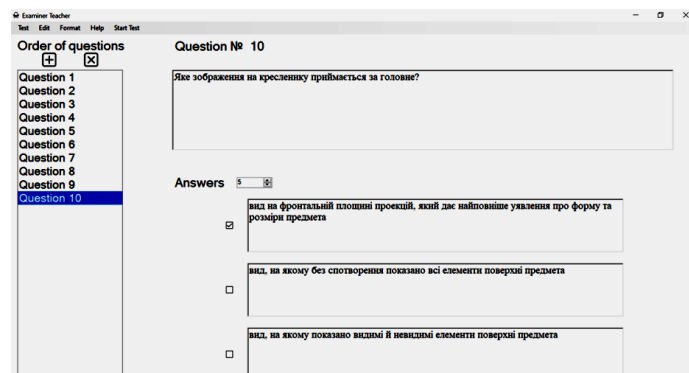 Examiner Teacher
Test Edit Format Help Start Test
Order of questions
Question 1
Question 2
Question 3
Question 4
Question 5
Question 6
Question 7
Question 8
Question 9
Question 10
Question № 10
Яке зображення на кресленику приймається за головне?
Answers 5
вид на фронтальній площині проекцій, який дає найповніше уявлення про форму та
розміри предмета
вид, на якому без спотворення показано всі елементи поверхні предмета
вид, на якому показано видимі й невидимі елементи поверхні предмета